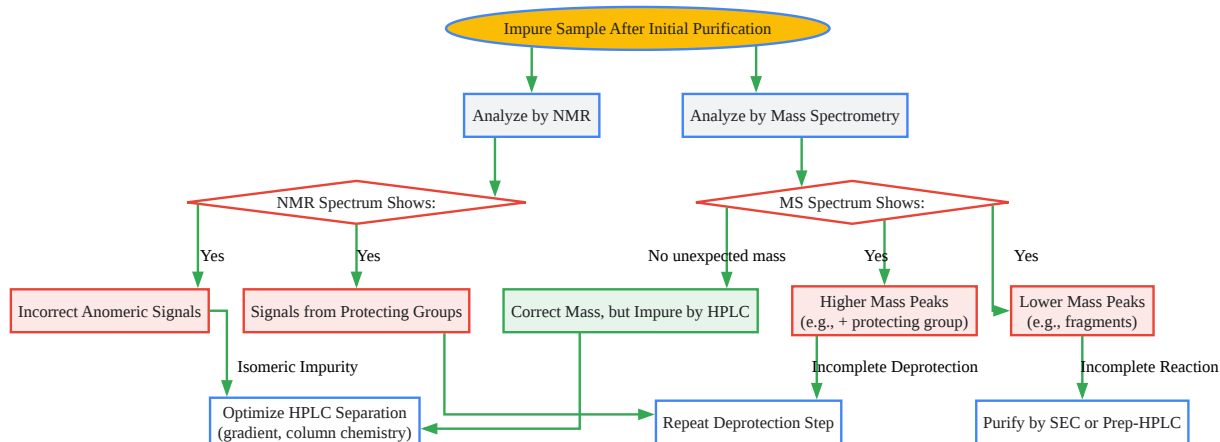 Impure Sample After Initial Purification
Analyze by NMR
Analyze by Mass Spectrometry
NMR Spectrum Shows:
MS Spectrum Shows:
Yes
Yes
No unexpected mass
Yes
Yes
Incorrect Anomeric Signals
Signals from Protecting Groups
Correct Mass, but Impure by HPLC
Higher Mass Peaks
(e.g., + protecting group)
Lower Mass Peaks
(e.g., fragments)
Isomeric Impurity
Incomplete Deprotection
Incomplete Reaction
Optimize HPLC Separation
(gradient, column chemistry)
Repeat Deprotection Step
Purify by SEC or Prep-HPLC